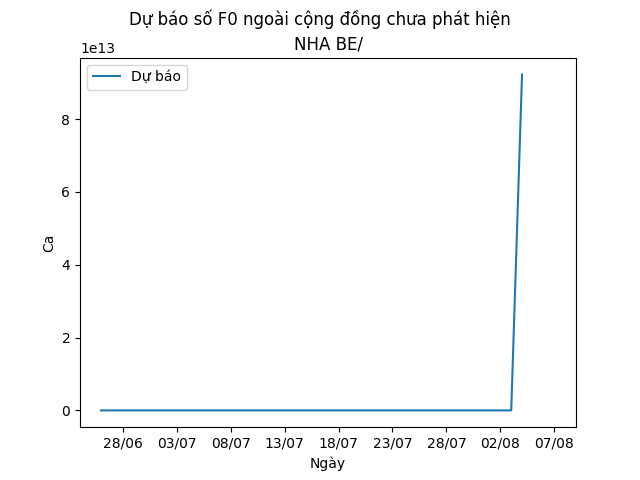 Dự báo số F0 ngoài cộng đồng chưa phát hiện
NHA BE/
1e13
Dự báo
8
6
4
2
0
Ca
28/06 03/07 08/07 13/07 18/07 23/07 28/07 02/08 07/08
Ngày